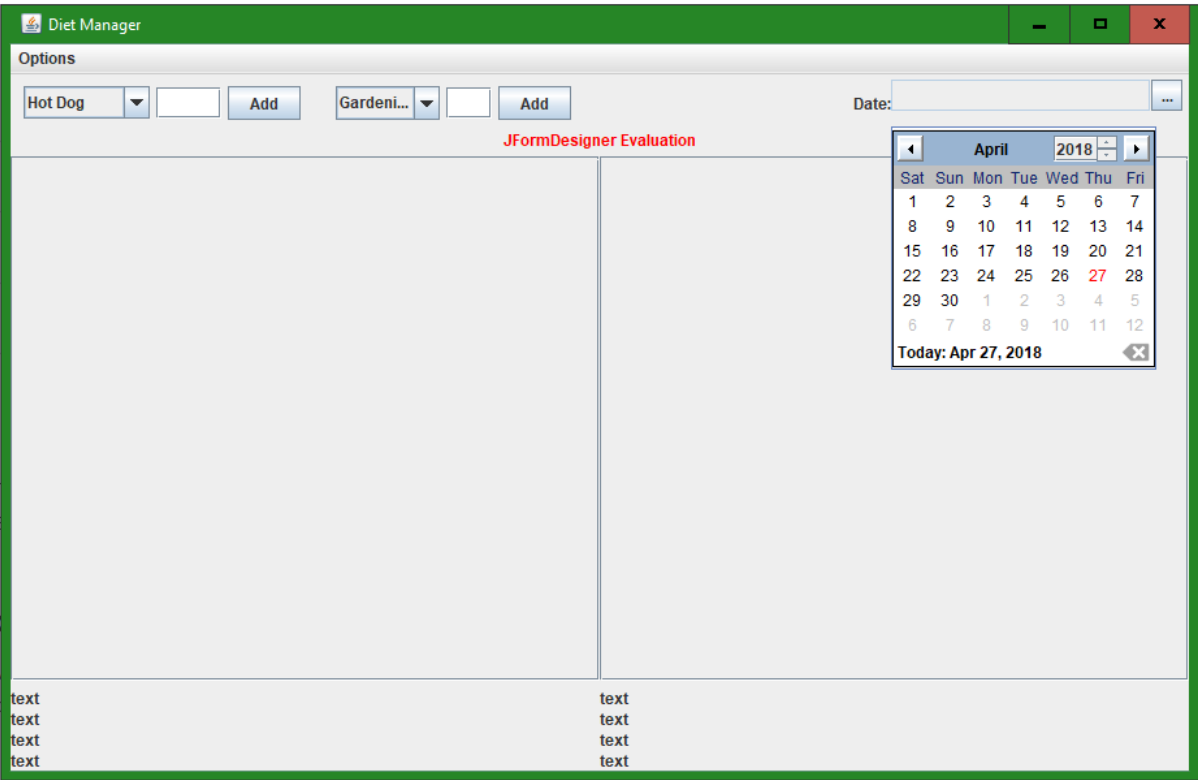 Diet Manager
Options
Hot Dog Add Gardeni... Add Date: ...
JFormDesigner Evaluation
April 2018
Sat Sun Mon Tue Wed Thu Fri
1 2 3 4 5 6 7
8 9 10 11 12 13 14
15 16 17 18 19 20 21
22 23 24 25 26 27 28
29 30 1 2 3 4 5
6 7 8 9 10 11 12
Today: Apr 27, 2018
text text
text text
text text
text text